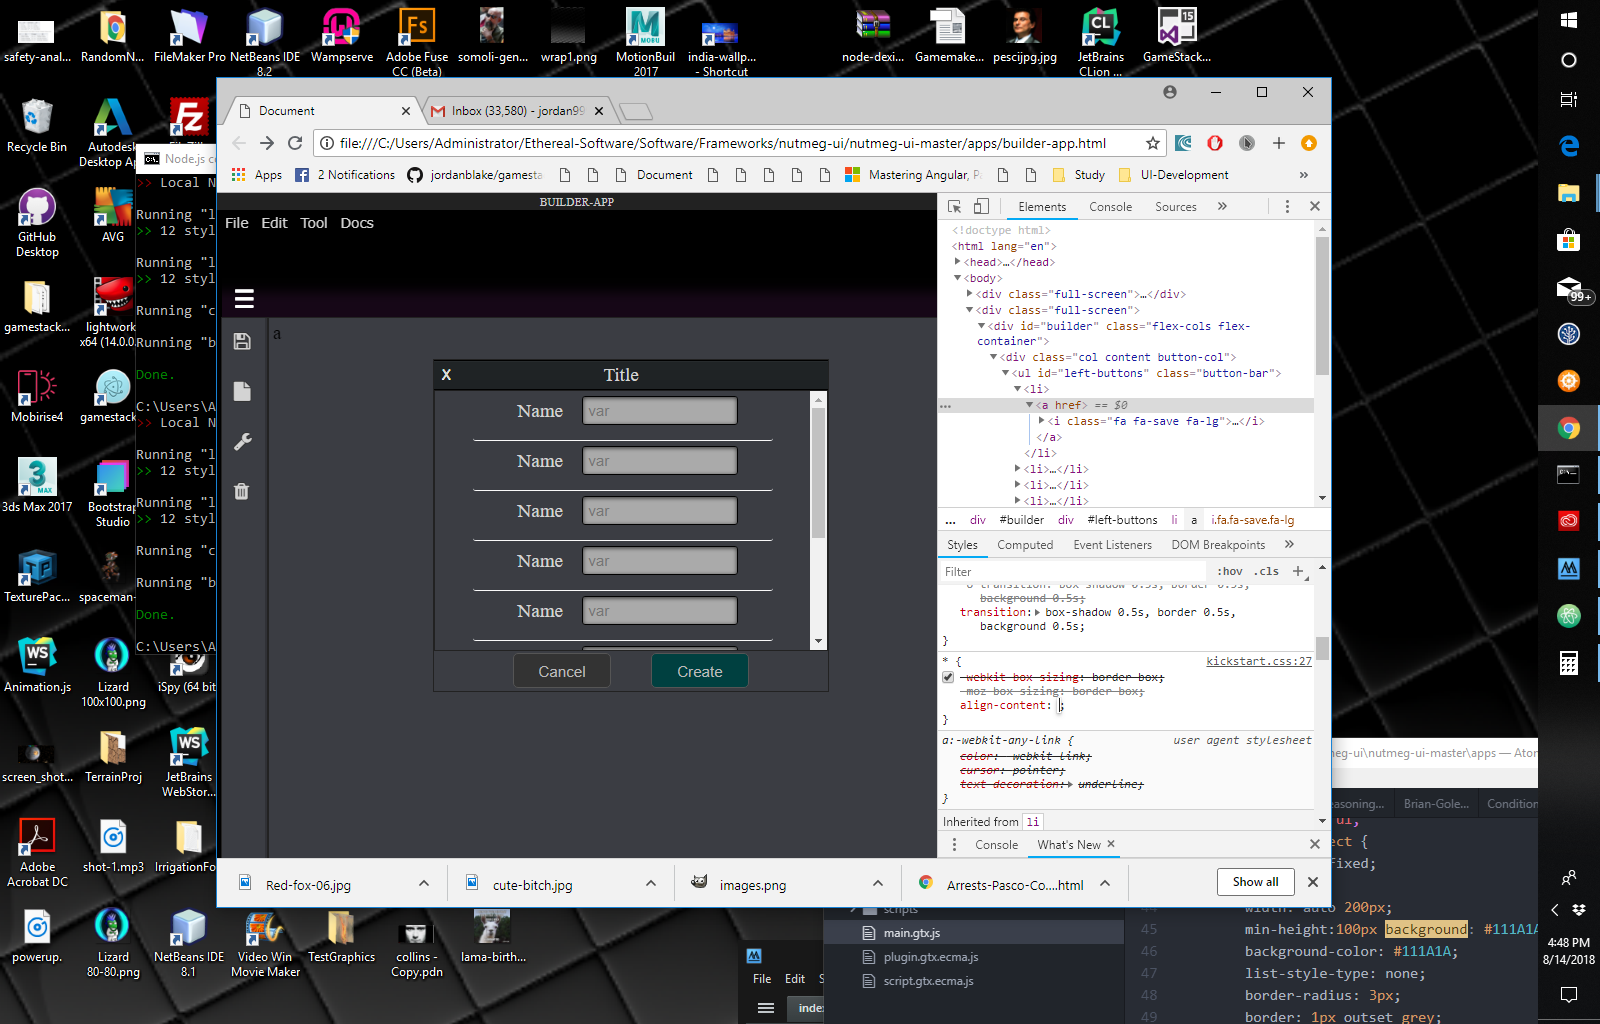 safety-anal...
RandomN...
FileMaker Pro
NetBeans IDE
8.2
Wampserve
Adobe Fuse
CC (Beta)
somoli-gen...
wrap1.png
MotionBuil
2017
india-wallp...
- Shortcut
node-dexi...
Gamemake...
pescijpg.jpg
JetBrains
CLion ...
GameStack...
Recycle Bin
Autodesk
Desktop Ap
GitHub
Desktop
AVG
gamestack...
lightwork
x64 (14.0.0
Mobirise4
gamestack
3ds Max 2017
Bootstrap
Studio
TexturePac...
spaceman-
Animation.js
Lizard
100x100.png
iSpy (64 bit
screen_shot...
TerrainProj
JetBrains
WebStor...
Adobe
Acrobat DC
shot-1.mp3
IrrigationFo
powerup.
Lizard
80-80.png
NetBeans IDE
8.1
Video Win
Movie Maker
TestGraphics
collins -
Copy.pdn
lama-birth...
Node.js co
>> Local N
Running "l
>> 12 styl
Running "l
>> 12 styl
Running "c
Running "b
Done.
C:\Users\A
>> Local N
Running "l
>> 12 styl
Running "l
>> 12 styl
Running "c
Running "b
Done.
C:\Users\A
Document
Inbox (33,580) - jordan99
file:///C:/Users/Administrator/Ethereal-Software/Software/Frameworks/nutmeg-ui/nutmeg-ui-master/apps/builder-app.html
Apps
2 Notifications
jordanblake/gamesta
Document
Mastering Angular, P
Study
UI-Development
»
BUILDER-APP
File Edit Tool Docs
a
X
Title
Name var
Name var
Name var
Name var
Name var
Cancel
Create
Elements Console Sources »
<!doctype html>
<html lang="en">
<head>…</head>
<body>
<div class="full-screen">…</div>
<div class="full-screen">
<div id="builder" class="flex-cols flex-
container">
<div class="col content button-col">
<ul id="left-buttons" class="button-bar">
<li>
<a href> == $0
<i class="fa fa-save fa-lg">…</i>
</a>
</li>
<li>…</li>
<li>…</li>
<li>…</li>
... div #builder div #left-buttons li a i.fa.fa-save.fa-lg
Styles Computed Event Listeners DOM Breakpoints »
Filter
:hov .cls +
-o-transition: box-shadow 0.5s, border 0.5s,
background 0.5s;
transition: box-shadow 0.5s, border 0.5s,
background 0.5s;
}
* {
kickstart.css:27
-webkit-box-sizing: border-box;
-moz-box-sizing: border-box;
align-content: ;
}
a:-webkit-any-link {
user agent stylesheet
color: -webkit-link;
cursor: pointer;
text-decoration: underline;
}
Inherited from li
Console
What's New
Red-fox-06.jpg
cute-bitch.jpg
images.png
Arrests-Pasco-Co....html
Show all
scripts
main.gtx.js
plugin.gtx.ecma.js
script.gtx.ecma.js
File Edit S
index
meg-ui\nutmeg-ui-master\apps — Atom
easoning...
Brian-Gole...
Condition
ui,
ect {
fixed;
44 width: auto 200px;
45 min-height:100px background: #111A1A
46 background-color: #111A1A;
47 list-style-type: none;
48 border-radius: 3px;
49 border: 1px outset grey;
15
99+
4:48 PM
8/14/2018